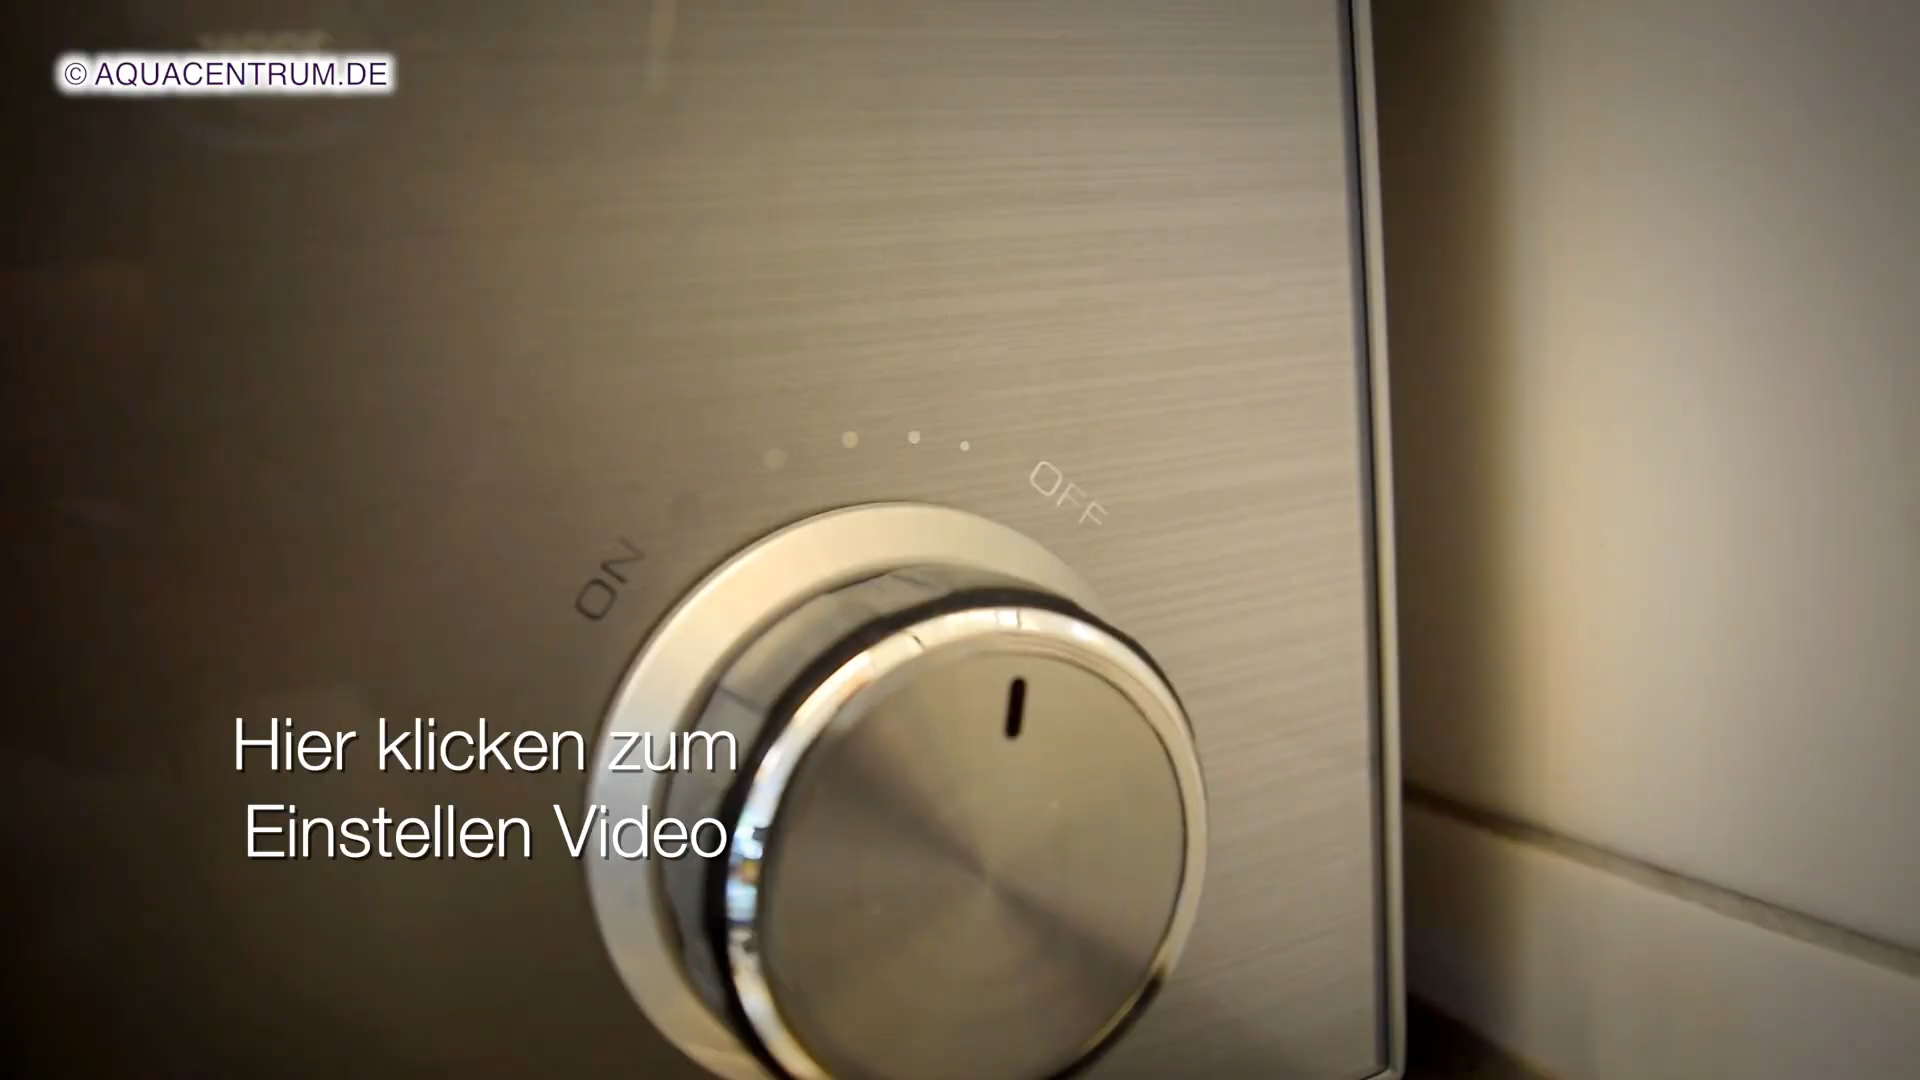 © AQUACENTRUM.DE
OFF
ON
Hier klicken zum
Einstellen Video